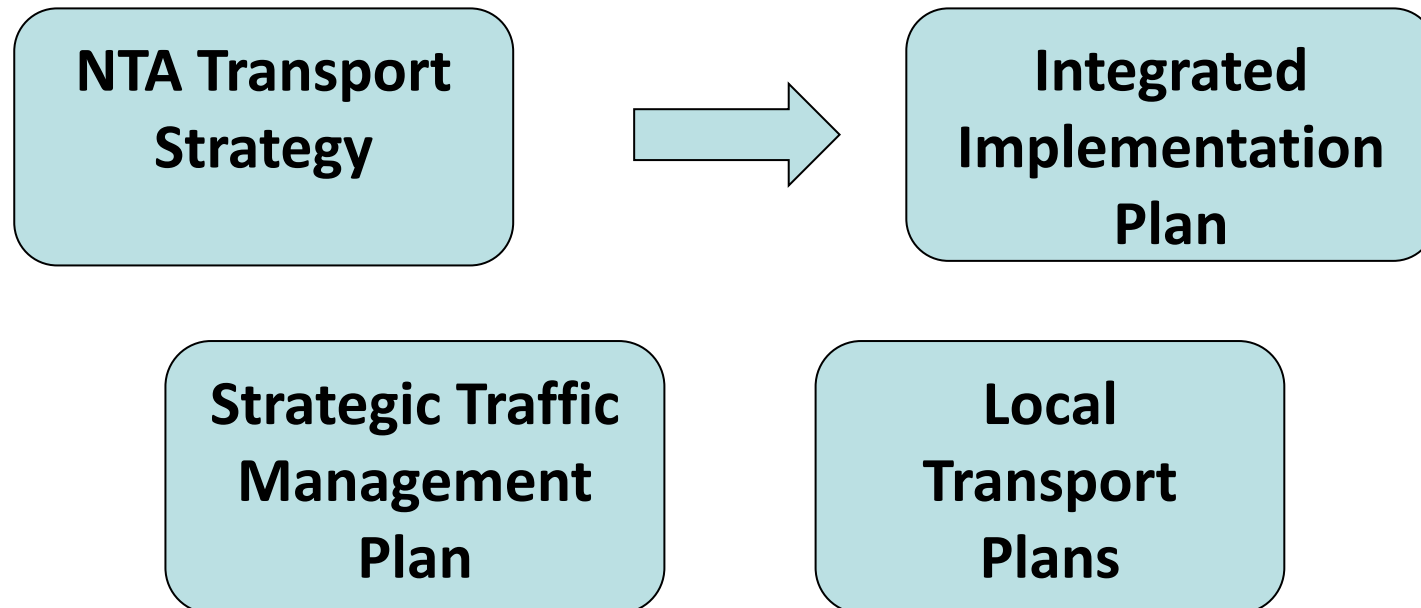 NTA Transport
Strategy
Integrated
Implementation
Plan
Strategic Traffic
Management
Plan
Local
Transport
Plans